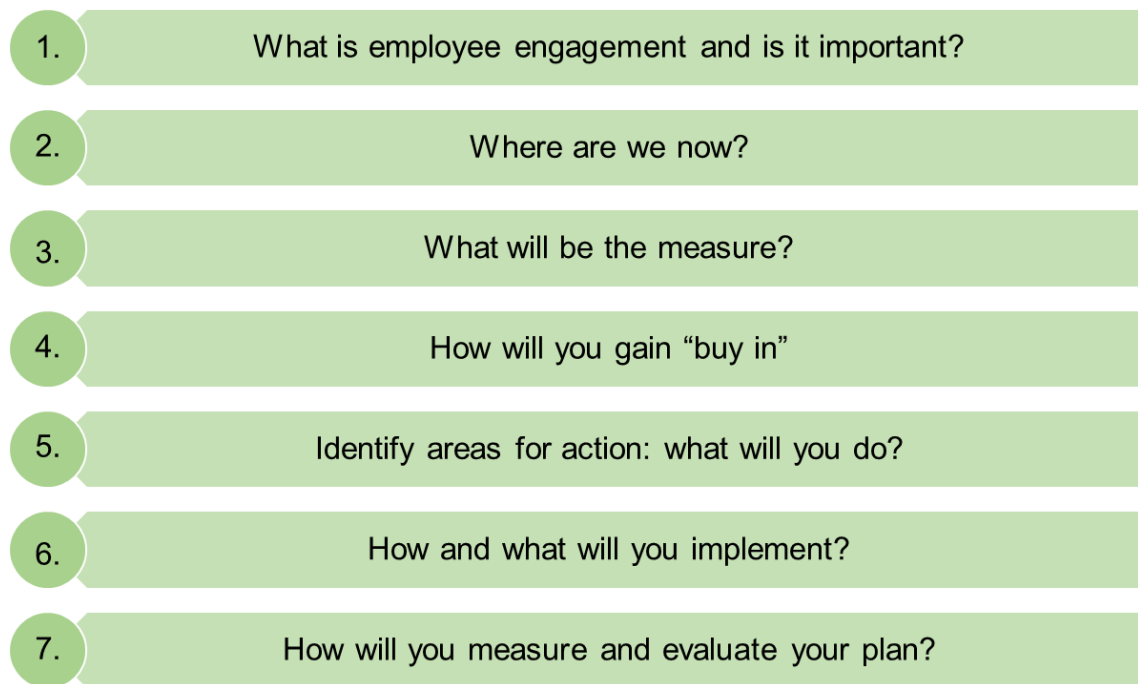 1. What is employee engagement and is it important?
2. Where are we now?
3. What will be the measure?
4. How will you gain “buy in”
5. Identify areas for action: what will you do?
6. How and what will you implement?
7. How will you measure and evaluate your plan?